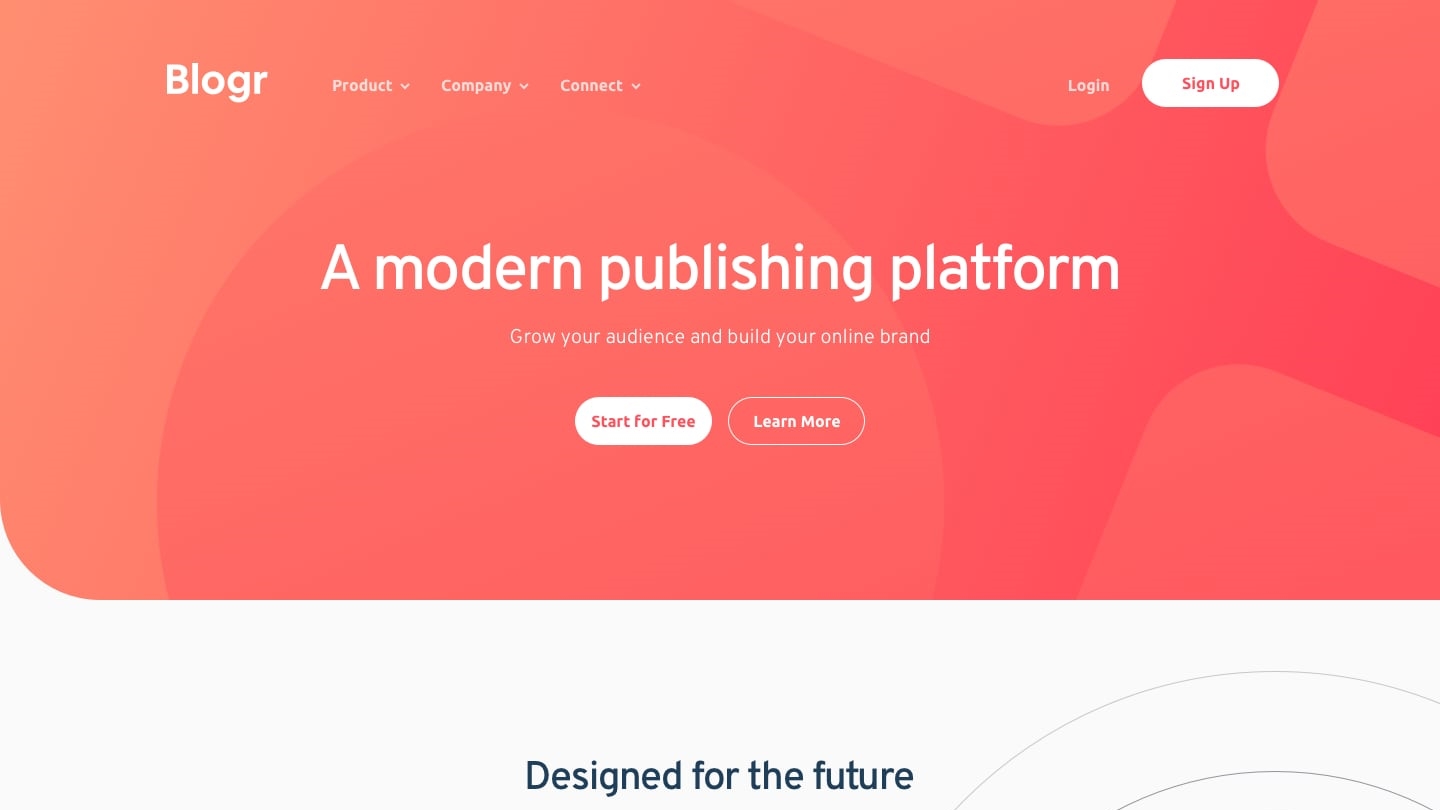 Blogr
Product Company Connect Login Sign Up
A modern publishing platform
Grow your audience and build your online brand
Start for Free Learn More
Designed for the future